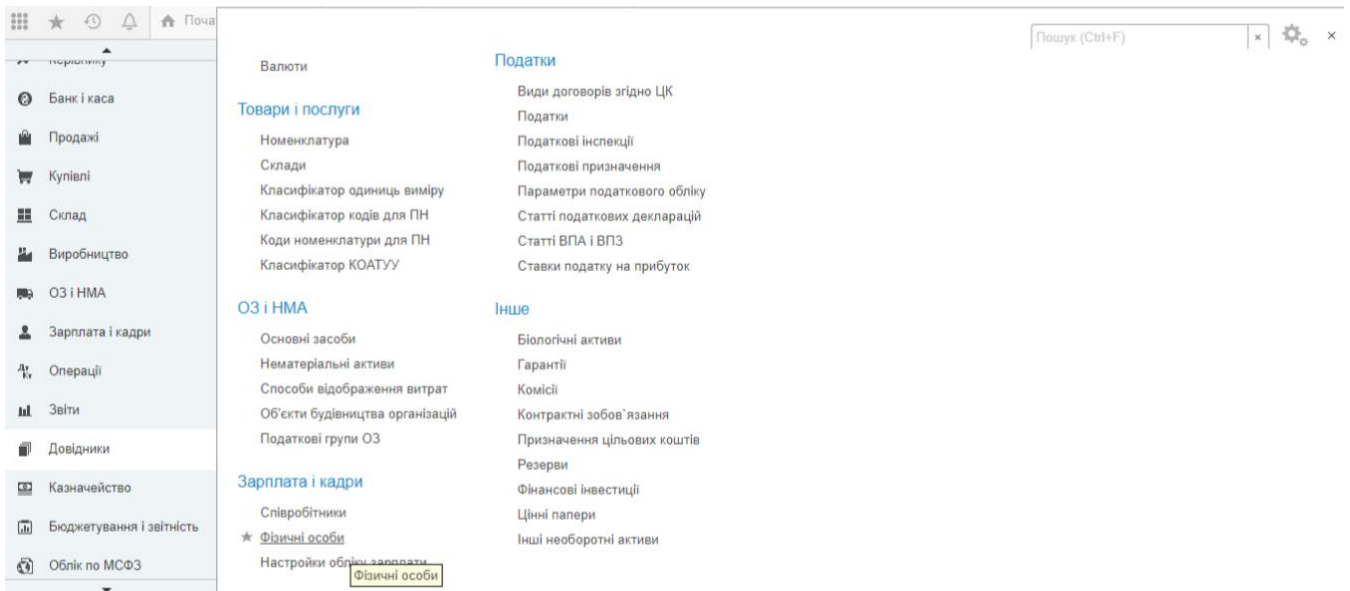 Поча
Пошук (Ctrl+F)
Керівнику
Банк і каса
Продажі
Купівлі
Склад
Виробництво
ОЗ і НМА
Зарплата і кадри
Дт Кт Операції
Звіти
Довідники
Казначейство
Бюджетування і звітність
Облік по МСФЗ
Валюти
Товари і послуги
Номенклатура
Склади
Класифікатор одиниць виміру
Класифікатор кодів для ПН
Коди номенклатури для ПН
Класифікатор КОАТУУ
ОЗ і НМА
Основні засоби
Нематеріальні активи
Способи відображення витрат
Об'єкти будівництва організацій
Податкові групи ОЗ
Зарплата і кадри
Співробітники
Фізичні особи
Настройки обліку зарплати
Фізичні особи
Податки
Види договорів згідно ЦК
Податки
Податкові інспекції
Податкові призначення
Параметри податкового обліку
Статті податкових декларацій
Статті ВПА і ВПЗ
Ставки податку на прибуток
Інше
Біологічні активи
Гарантії
Комісії
Контрактні зобов`язання
Призначення цільових коштів
Резерви
Фінансові інвестиції
Цінні папери
Інші необоротні активи